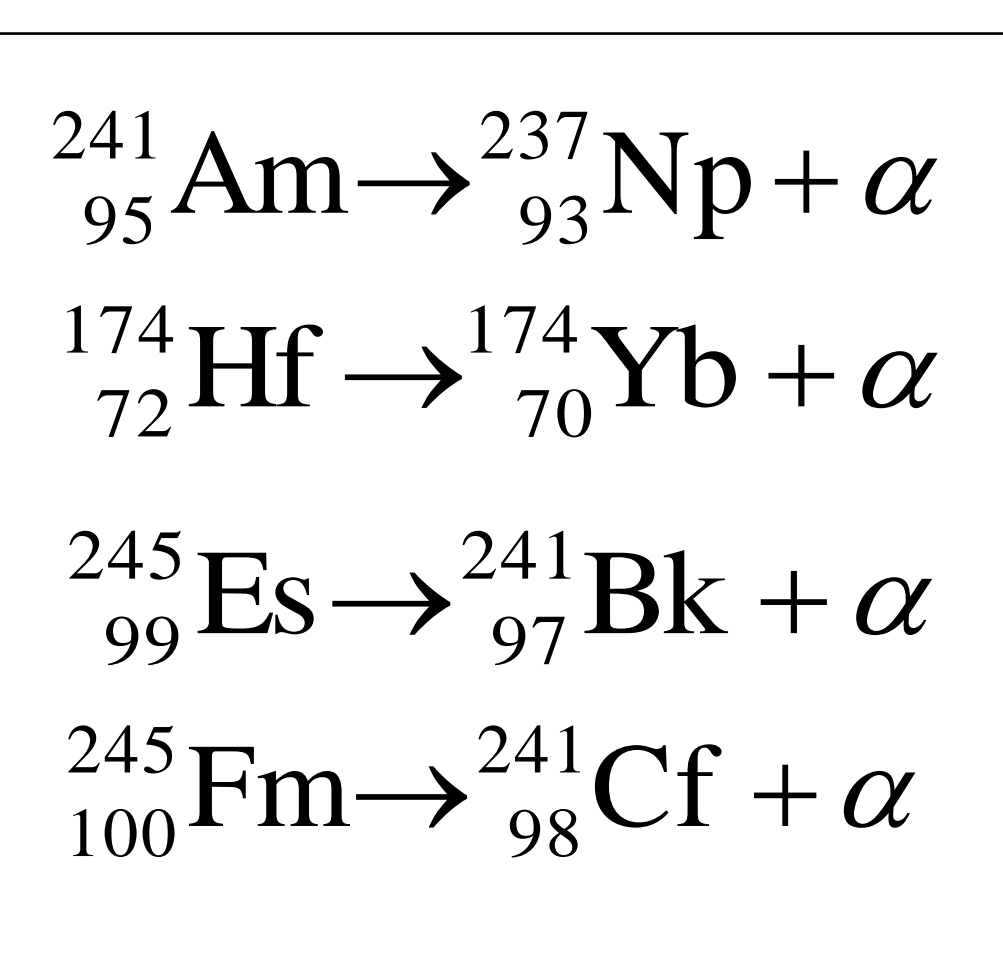 ²⁴¹₉₅Am → ²³⁷₉₃Np + α
¹⁷⁴₇₂Hf → ¹⁷⁴₇₀Yb + α
²⁴⁵₉₉Es → ²⁴¹₉₇Bk + α
²⁴⁵₁₀₀Fm → ²⁴¹₉₈Cf + α